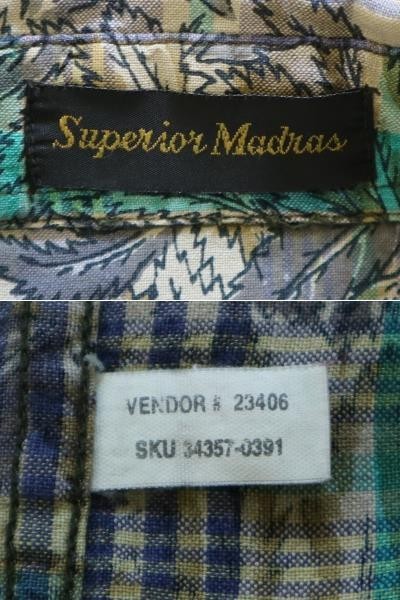 Superior Madras
VENDOR # 23406
SKU 34357-0391